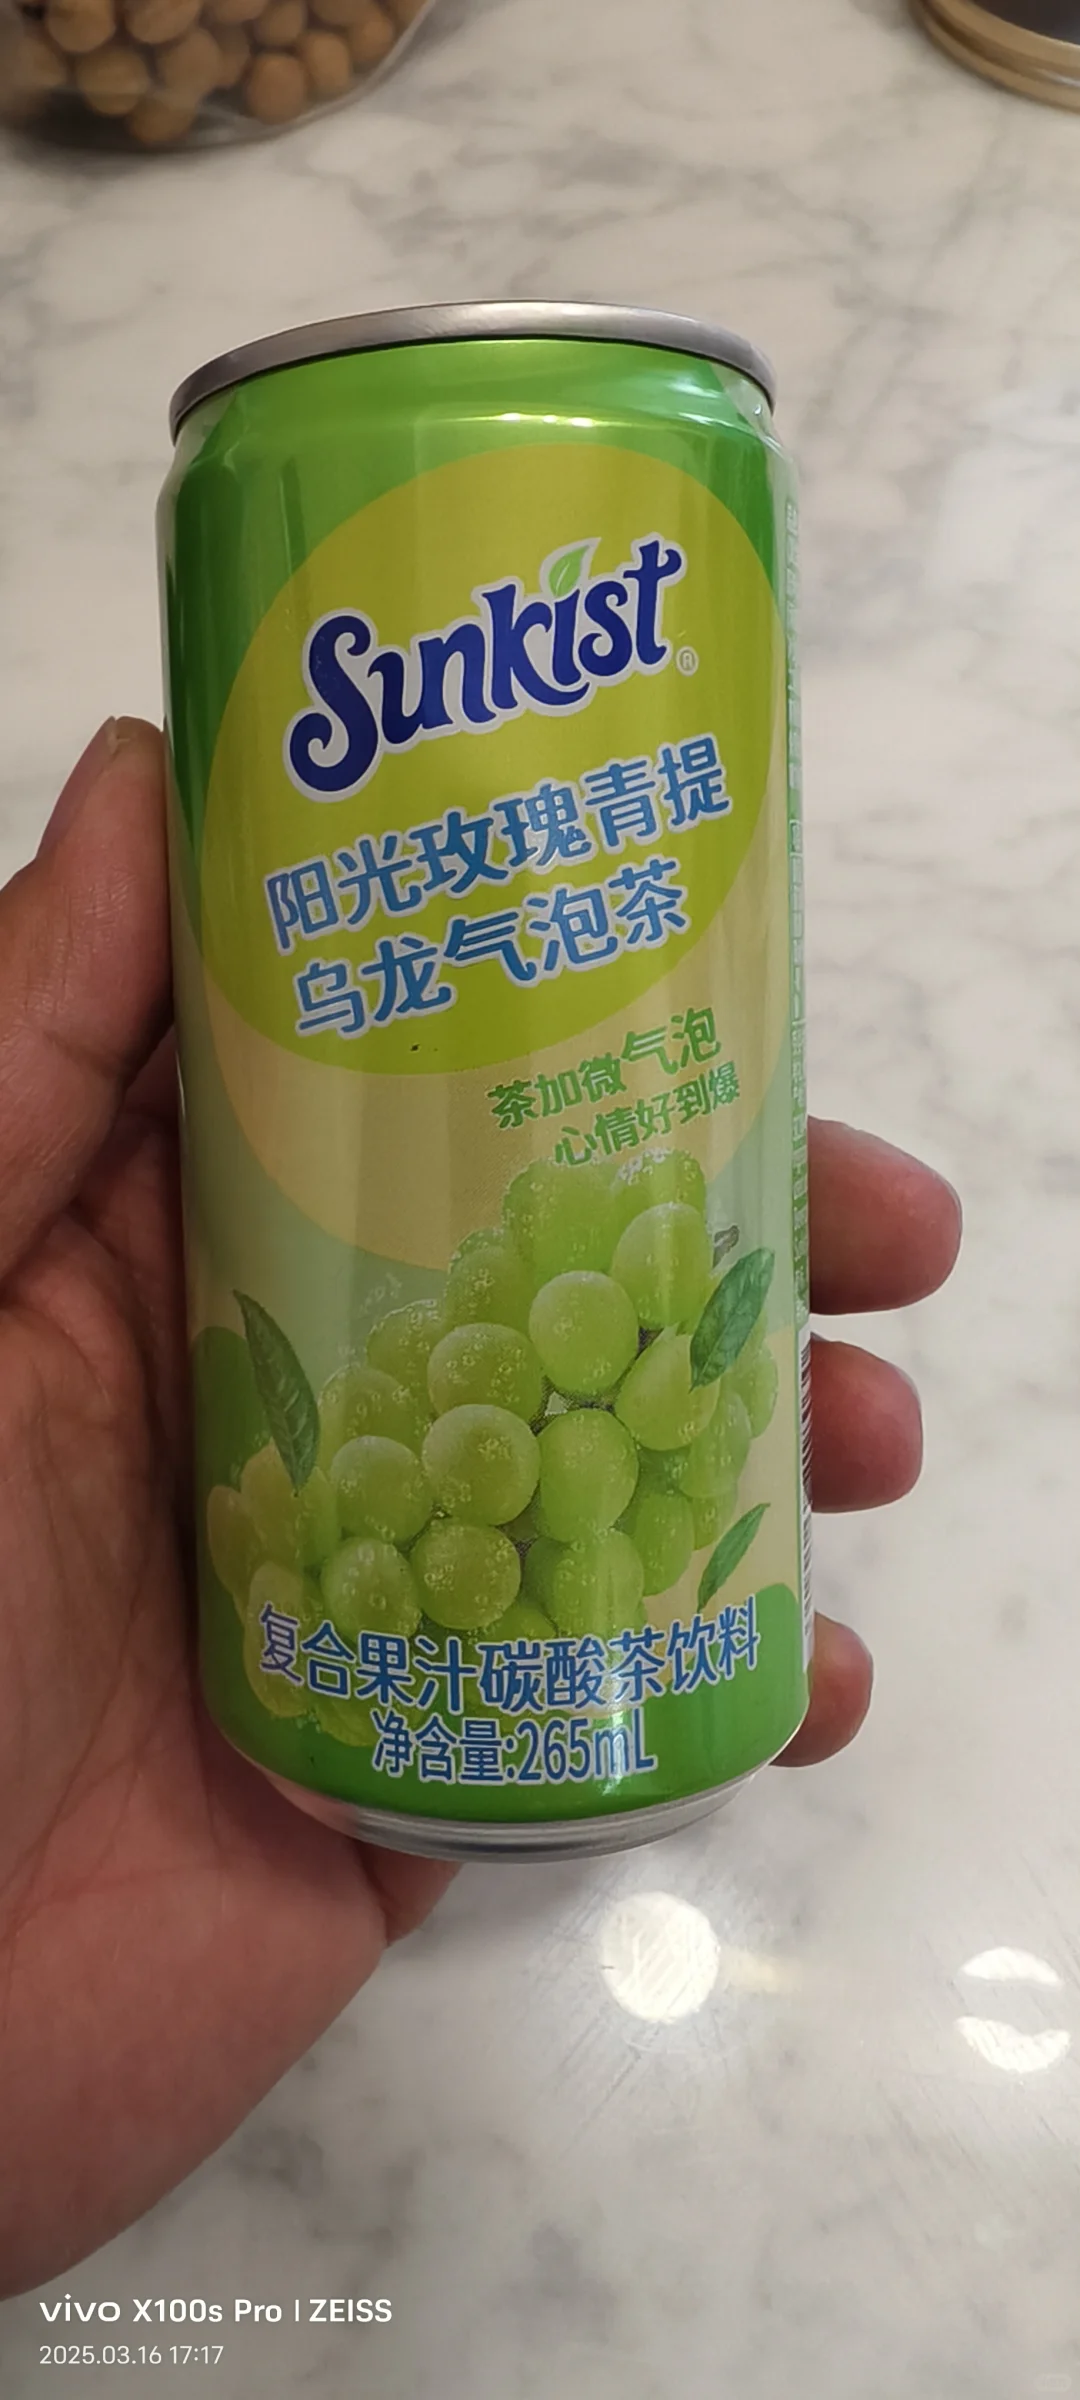 Sunkist®
阳光玫瑰青提
乌龙气泡茶
茶加微气泡
心情好到爆
复合果汁碳酸茶饮料
净含量:265mL
vivo X100s Pro | ZEISS
2025.03.16 17:17